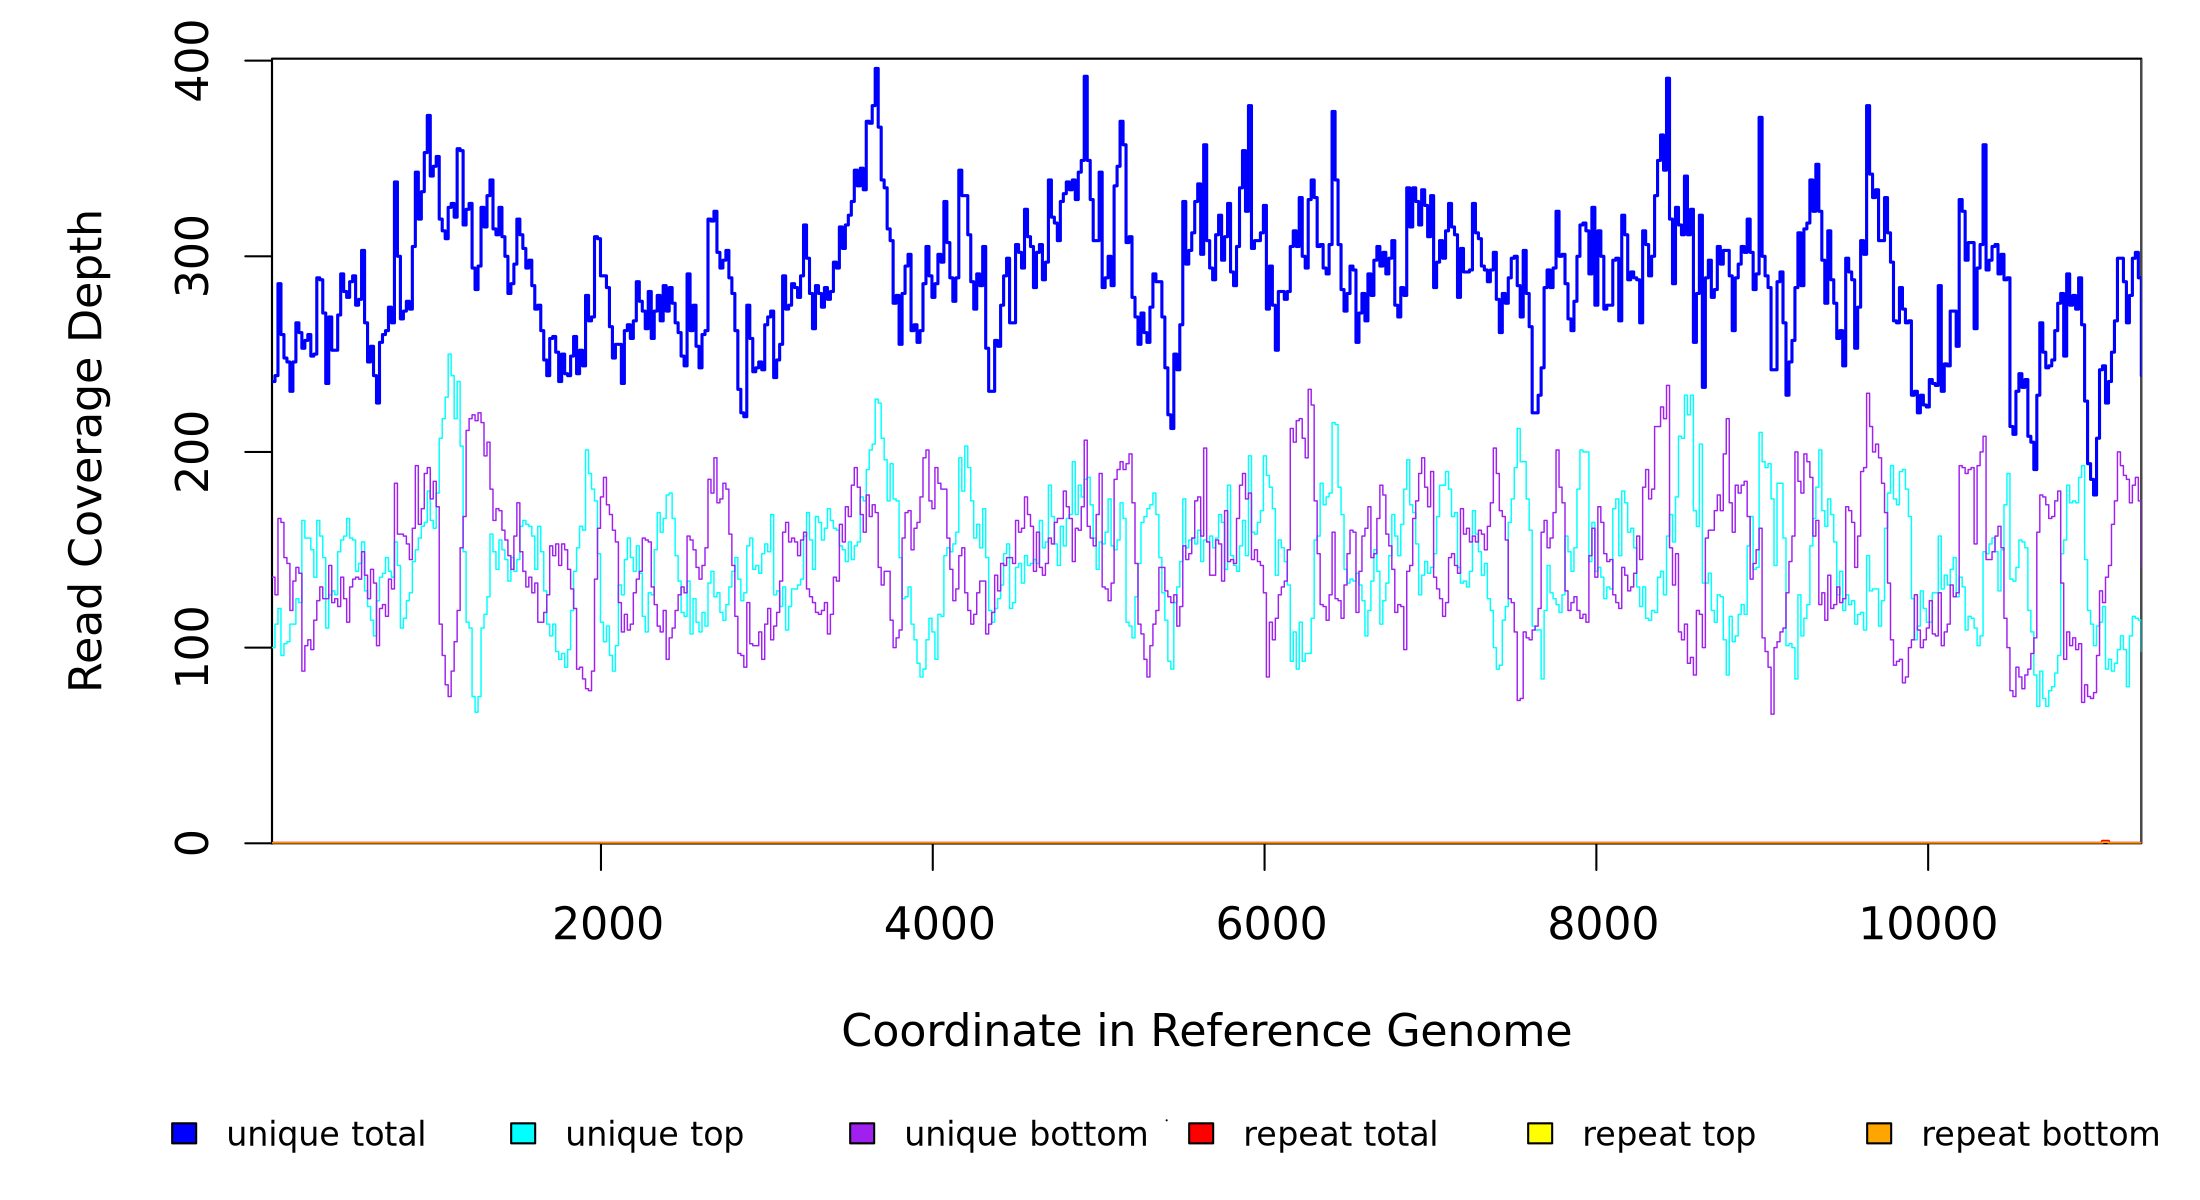 400
300
200
100
0
Read Coverage Depth
2000 4000 6000 8000 10000
Coordinate in Reference Genome
unique total unique top unique bottom repeat total repeat top repeat bottom